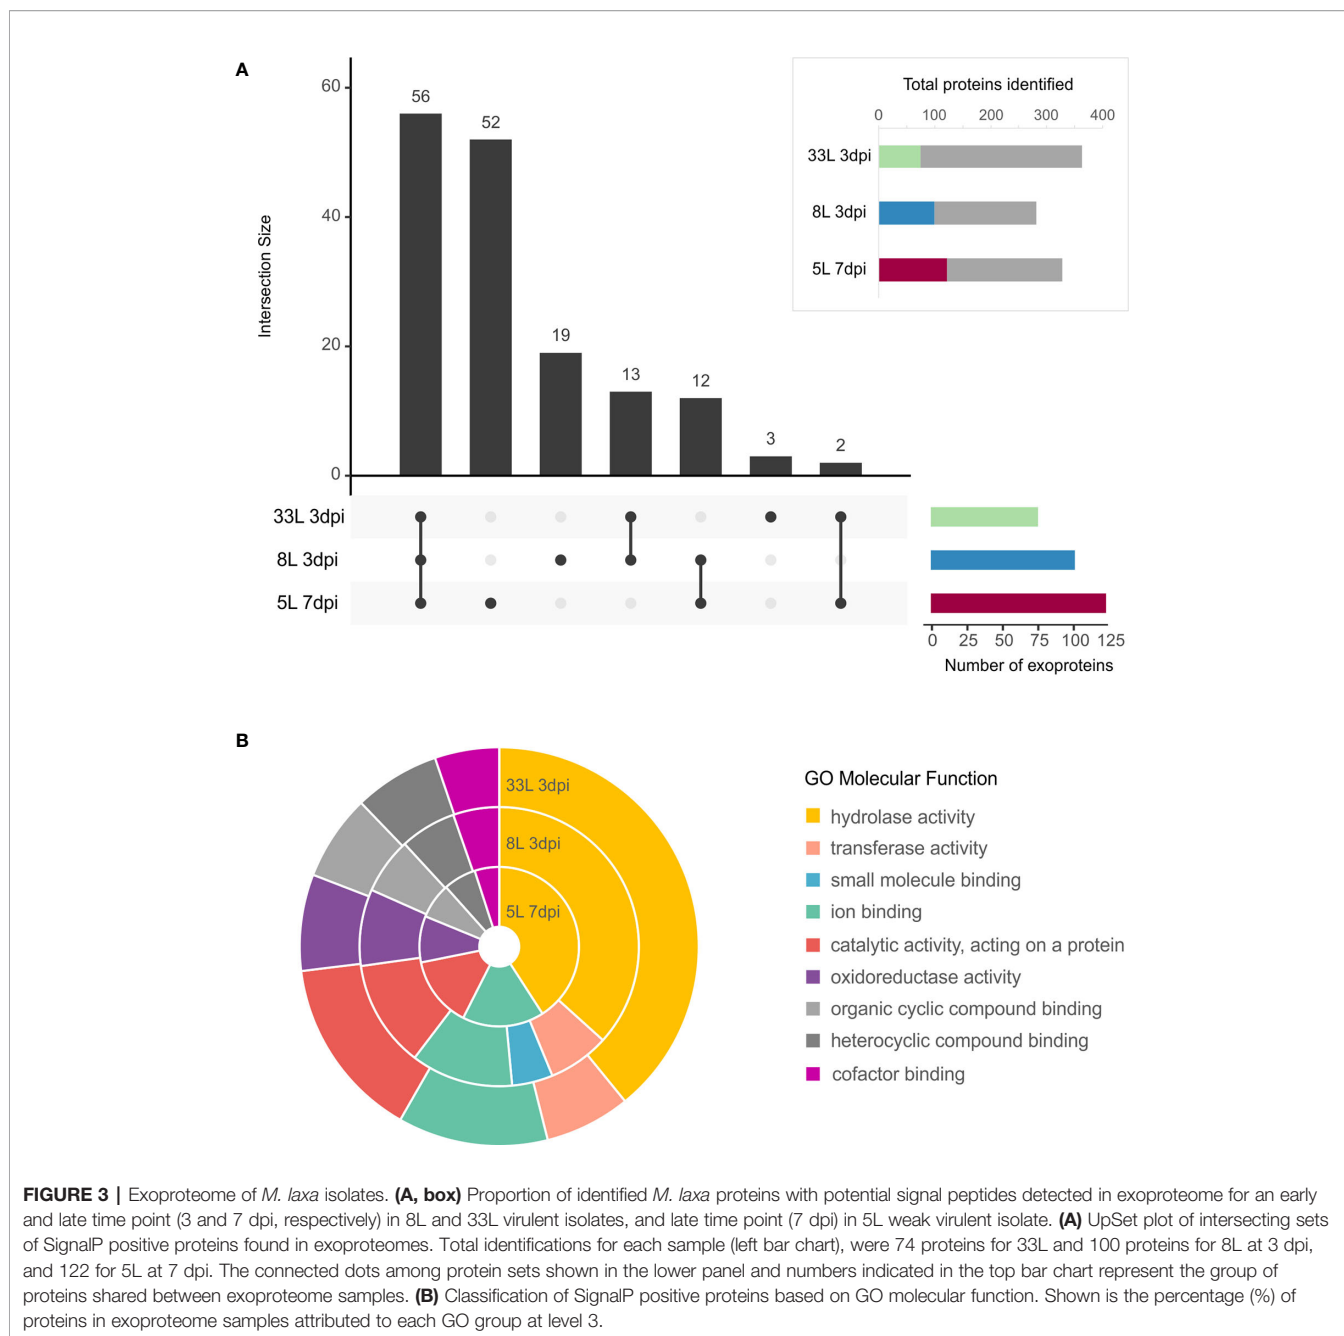 A
60
40
20
0
Intersection Size
56
52
19
13
12
3
2
Total proteins identified
0 100 200 300 400
33L 3dpi
8L 3dpi
5L 7dpi
33L 3dpi
8L 3dpi
5L 7dpi
0 25 50 75 100 125
Number of exoproteins
B
33L 3dpi
8L 3dpi
5L 7dpi
GO Molecular Function
hydrolase activity
transferase activity
small molecule binding
ion binding
catalytic activity, acting on a protein
oxidoreductase activity
organic cyclic compound binding
heterocyclic compound binding
cofactor binding
FIGURE 3 | Exoproteome of M. laxa isolates. (A, box) Proportion of identified M. laxa proteins with potential signal peptides detected in exoproteome for an early
and late time point (3 and 7 dpi, respectively) in 8L and 33L virulent isolates, and late time point (7 dpi) in 5L weak virulent isolate. (A) UpSet plot of intersecting sets
of SignalP positive proteins found in exoproteomes. Total identifications for each sample (left bar chart), were 74 proteins for 33L and 100 proteins for 8L at 3 dpi,
and 122 for 5L at 7 dpi. The connected dots among protein sets shown in the lower panel and numbers indicated in the top bar chart represent the group of
proteins shared between exoproteome samples. (B) Classification of SignalP positive proteins based on GO molecular function. Shown is the percentage (%) of
proteins in exoproteome samples attributed to each GO group at level 3.